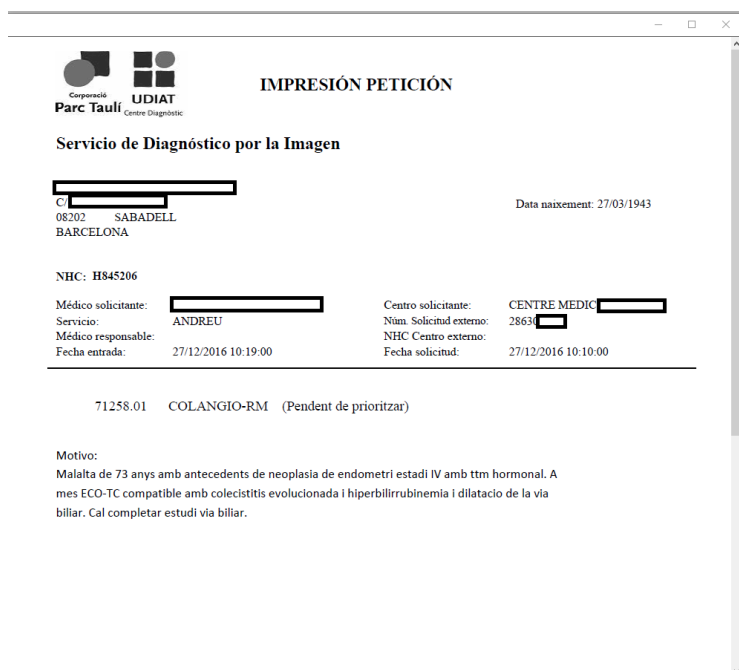 Corporació
Parc Taulí
UDIAT
Centre Diagnòstic
IMPRESIÓN PETICIÓN
Servicio de Diagnóstico por la Imagen
C/
08202 SABADELL
BARCELONA
Data naixement: 27/03/1943
NHC: H845206
Médico solicitante: Centro solicitante: CENTRE MEDIC
Servicio: ANDREU Núm. Solicitud externo: 28630
Médico responsable: NHC Centro externo:
Fecha entrada: 27/12/2016 10:19:00 Fecha solicitud: 27/12/2016 10:10:00
71258.01 COLANGIO-RM (Pendent de prioritzar)
Motivo:
Malalta de 73 anys amb antecedents de neoplasia de endometri estadi IV amb ttm hormonal. A
mes ECO-TC compatible amb colecistitis evolucionada i hiperbilirrubinemia i dilatacio de la via
biliar. Cal completar estudi via biliar.